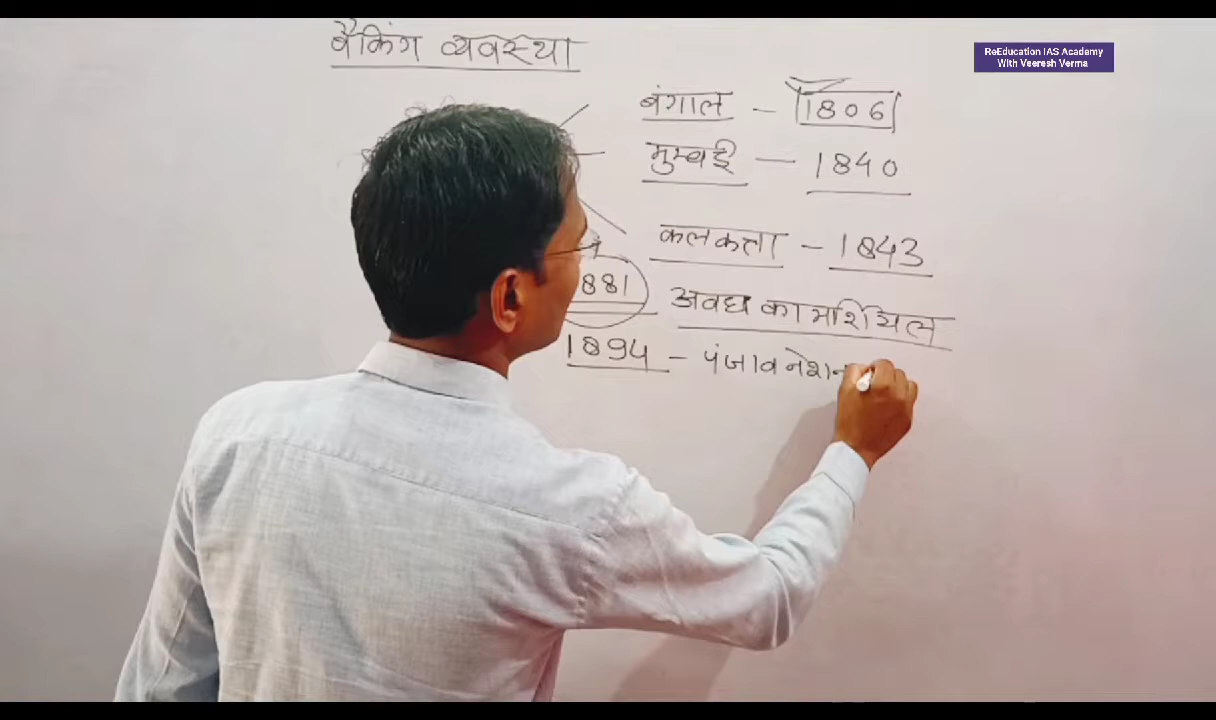 बैकिंग व्यवस्था
ReEducation IAS Academy
With Veeresh Verma
बंगाल - 1806
मुम्बई - 1840
कलकत्ता - 1843
881 अवध कामर्शियल
1894 - पंजाव नेशन